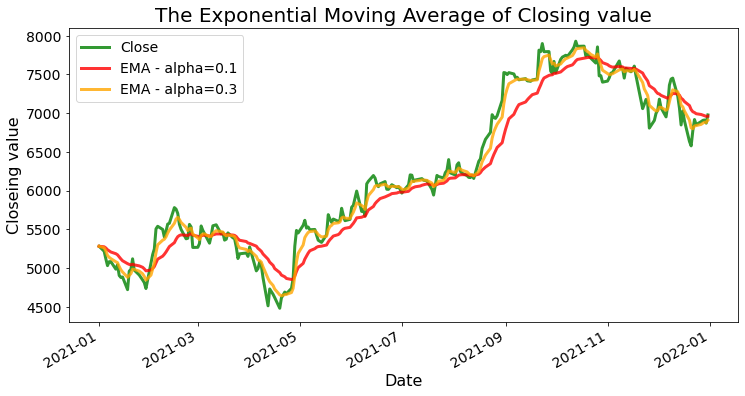 The Exponential Moving Average of Closing value
Close
EMA - alpha=0.1
EMA - alpha=0.3
8000
7500
7000
6500
6000
5500
5000
4500
Closeing value
2021-01
2021-03
2021-05
2021-07
2021-09
2021-11
2022-01
Date